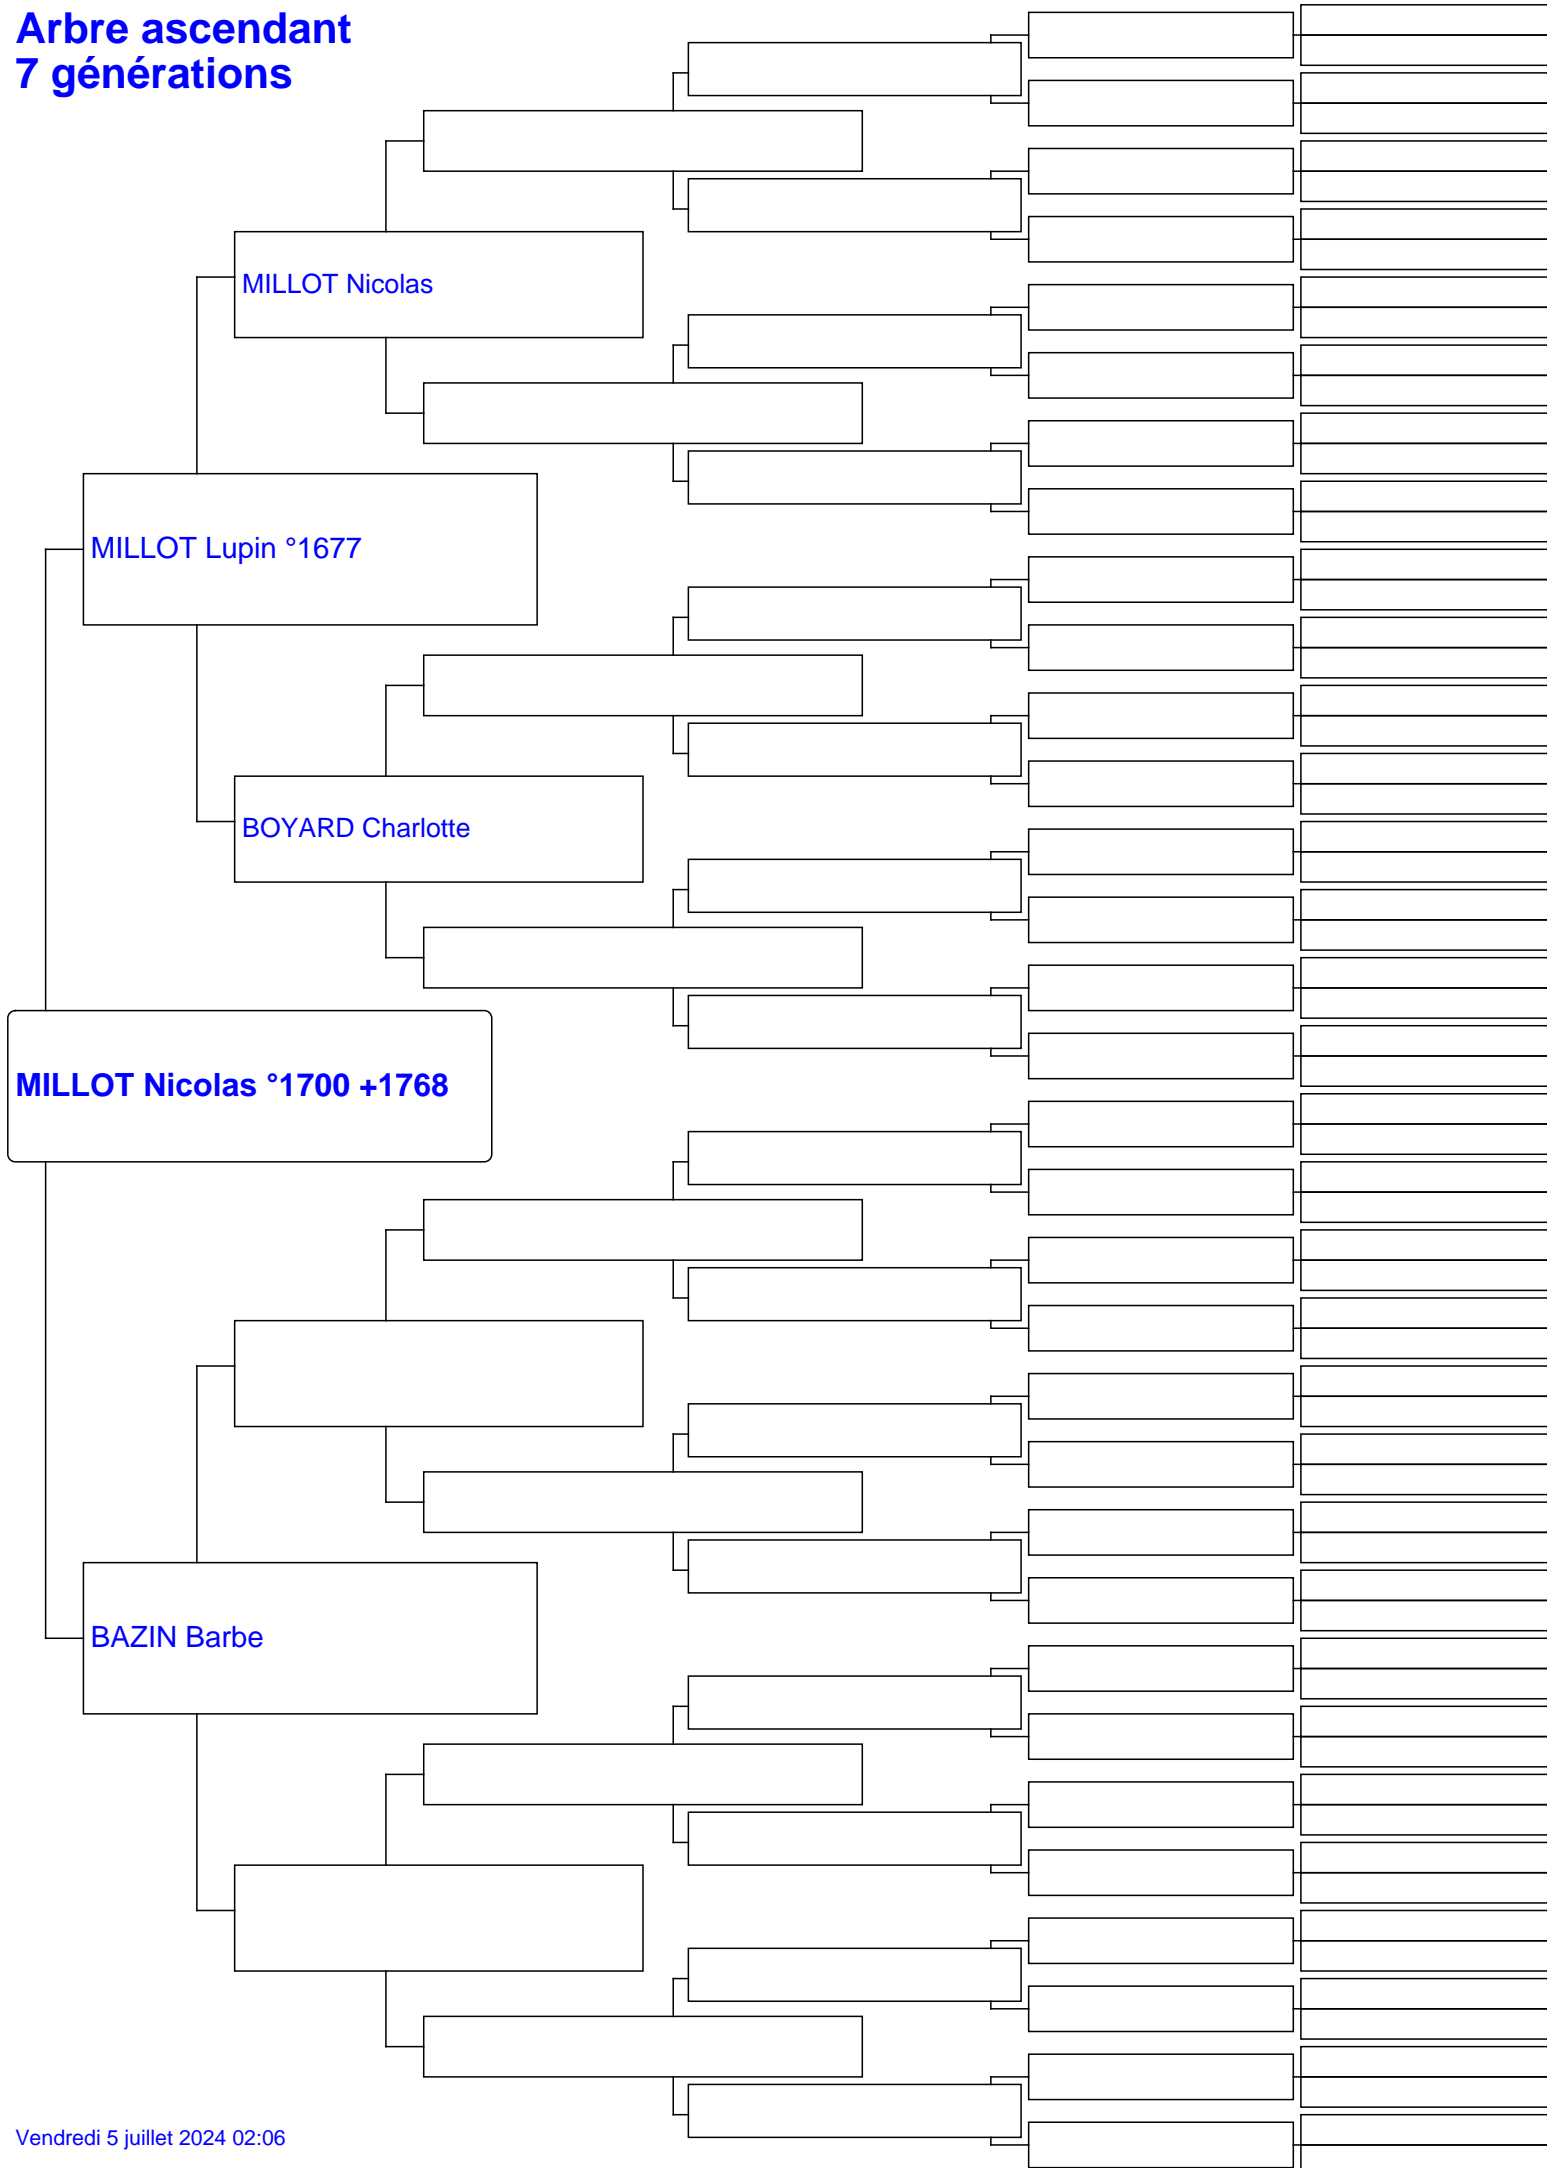 Arbre ascendant
7 générations
MILLOT Nicolas
MILLOT Lupin °1677
BOYARD Charlotte
MILLOT Nicolas °1700 +1768
BAZIN Barbe
Vendredi 5 juillet 2024 02:06